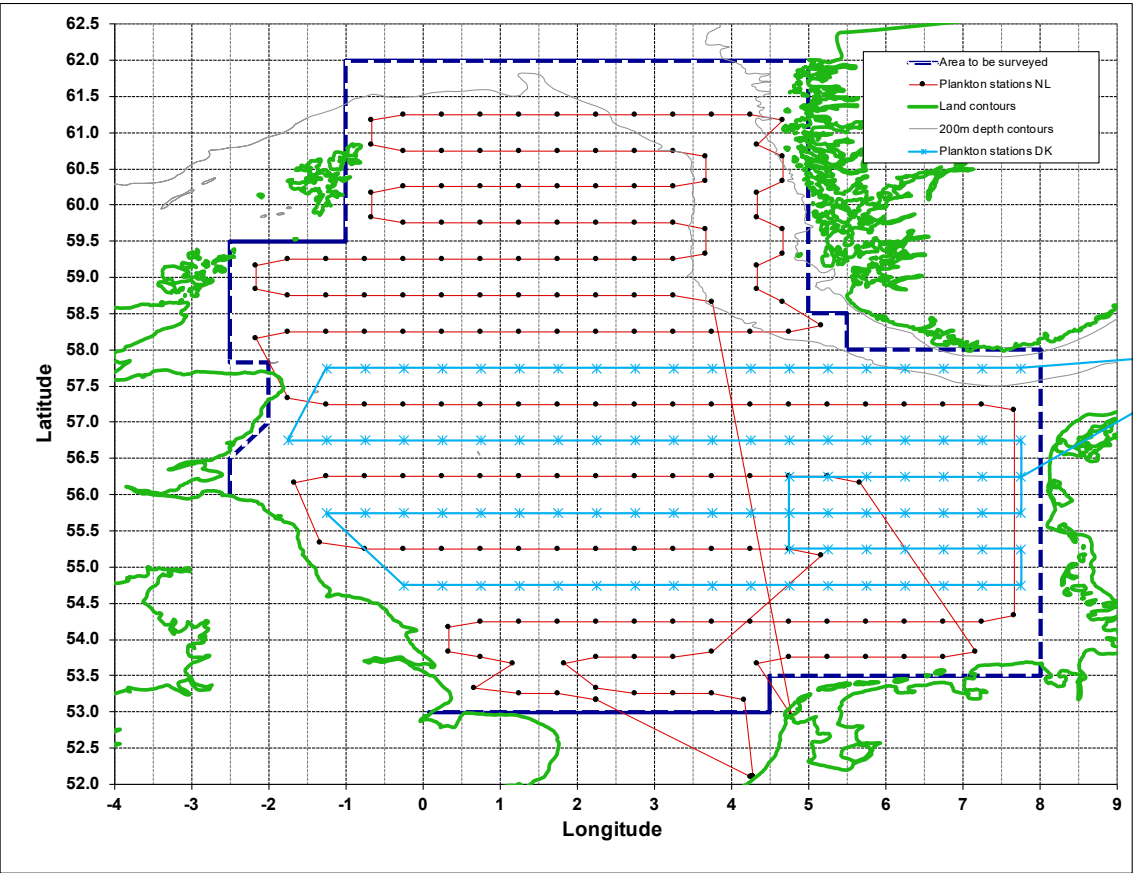 62.5
62.0
61.5
61.0
60.5
60.0
59.5
59.0
58.5
58.0
57.5
57.0
56.5
56.0
55.5
55.0
54.5
54.0
53.5
53.0
52.5
52.0
Latitude
Area to be surveyed
Plankton stations NL
Land contours
200m depth contours
Plankton stations DK
-4 -3 -2 -1 0 1 2 3 4 5 6 7 8 9
Longitude